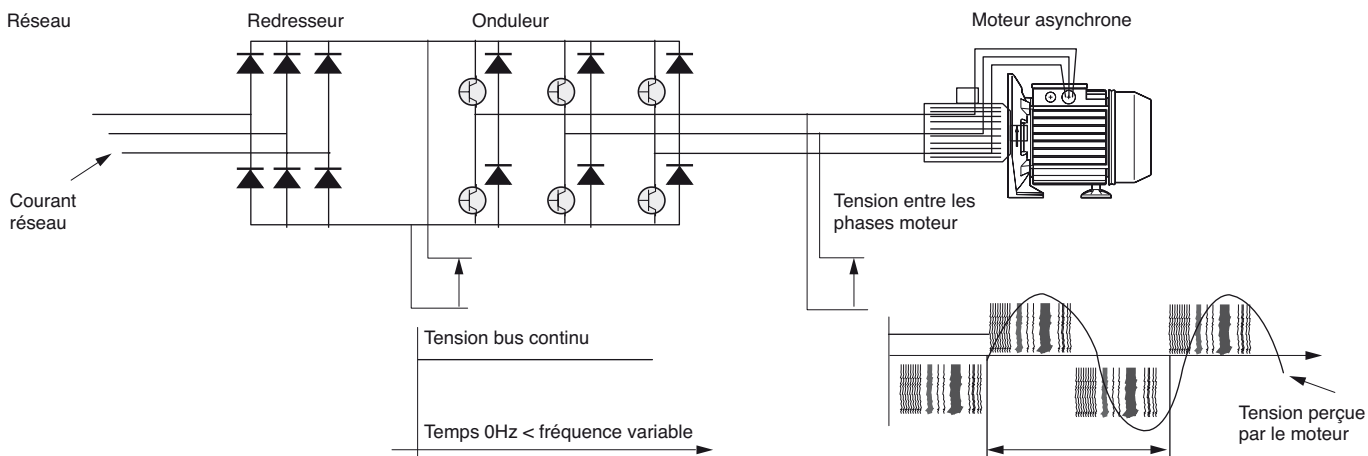 Réseau
Redresseur
Onduleur
Moteur asynchrone
Courant
réseau
Tension entre les
phases moteur
Tension bus continu
Temps 0Hz < fréquence variable
Tension perçue
par le moteur